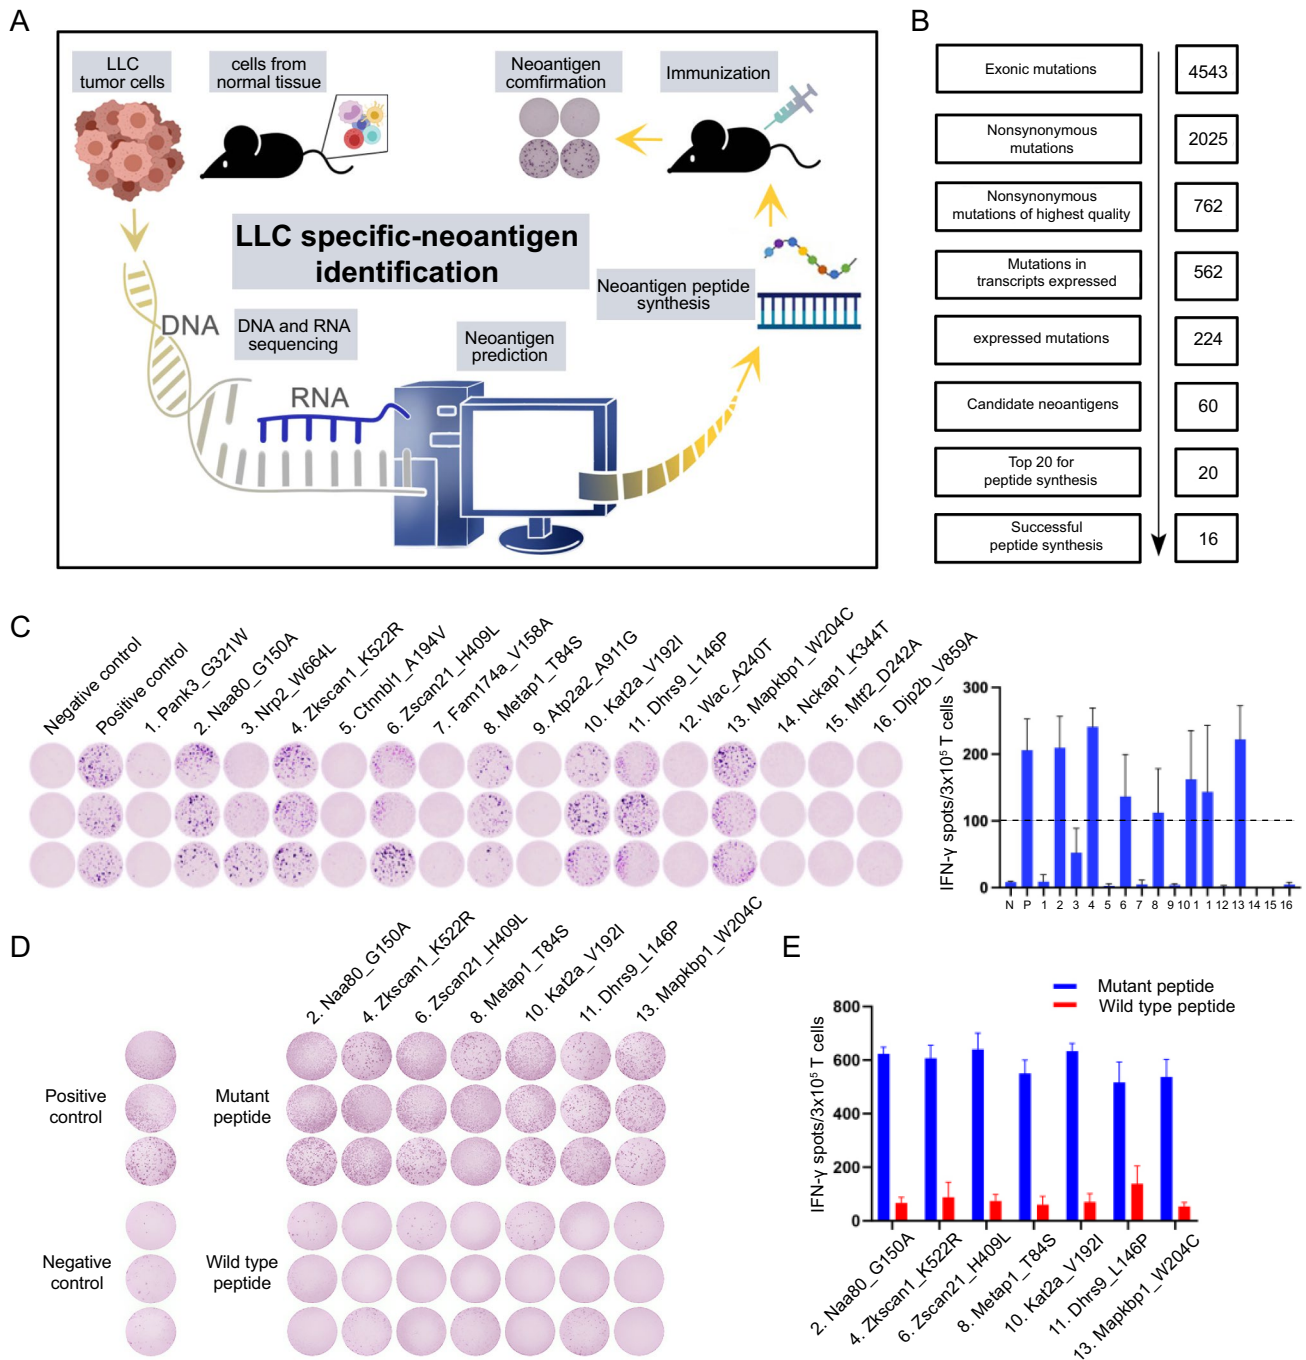 A
LLC
tumor cells
cells from
normal tissue
Neoantigen
comfirmation
Immunization
LLC specific-neoantigen
identification
Neoantigen peptide
synthesis
DNA
DNA and RNA
sequencing
Neoantigen
prediction
RNA
B
Exonic mutations
4543
Nonsynonymous
mutations
2025
Nonsynonymous
mutations of highest quality
762
Mutations in
transcripts expressed
562
expressed mutations
224
Candidate neoantigens
60
Top 20 for
peptide synthesis
20
Successful
peptide synthesis
16
C
Negative control
Positive control
1. Pank3_G321W
2. Naa80_G150A
3. Nrp2_W664L
4. Zkscan1_K522R
5. Ctnnbl1_A194V
6. Zscan21_H409L
7. Fam174a_V158A
8. Metap1_T84S
9. Atp2a2_A911G
10. Kat2a_V192I
11. Dhrs9_L146P
12. Wac_A240T
13. Mapkbp1_W204C
14. Nckap1_K344T
15. Mtf2_D242A
16. Dip2b_V859A
IFN-γ spots/3x10⁵ T cells
300
200
100
0
N P 1 2 3 4 5 6 7 8 9 10 1 1 12 13 14 15 16
D
2. Naa80_G150A
4. Zkscan1_K522R
6. Zscan21_H409L
8. Metap1_T84S
10. Kat2a_V192I
11. Dhrs9_L146P
13. Mapkbp1_W204C
Positive
control
Mutant
peptide
Negative
control
Wild type
peptide
E
Mutant peptide
Wild type peptide
IFN-γ spots/3x10⁵ T cells
800
600
400
200
0
2. Naa80_G150A
4. Zkscan1_K522R
6. Zscan21_H409L
8. Metap1_T84S
10. Kat2a_V192I
11. Dhrs9_L146P
13. Mapkbp1_W204C